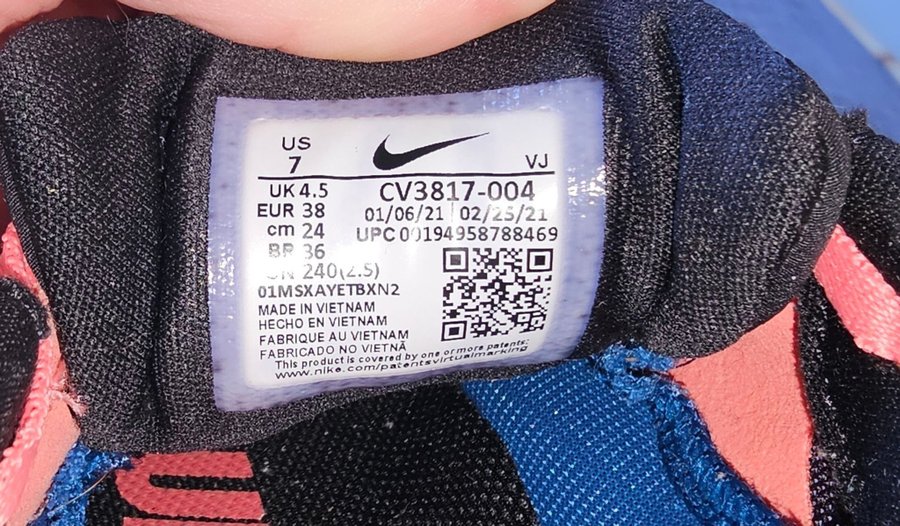 US
7
VJ
UK 4.5
CV3817-004
EUR 38
01/06/21 | 02/25/21
cm 24
UPC 00194958788469
BR 36
CN 240(2.5)
01MSXAYETBXN2
MADE IN VIETNAM
HECHO EN VIETNAM
FABRIQUE AU VIETNAM
FABRICADO NO VIETNÃ
This product is covered by one or more patents:
www.nike.com/patentsvirtualmarking